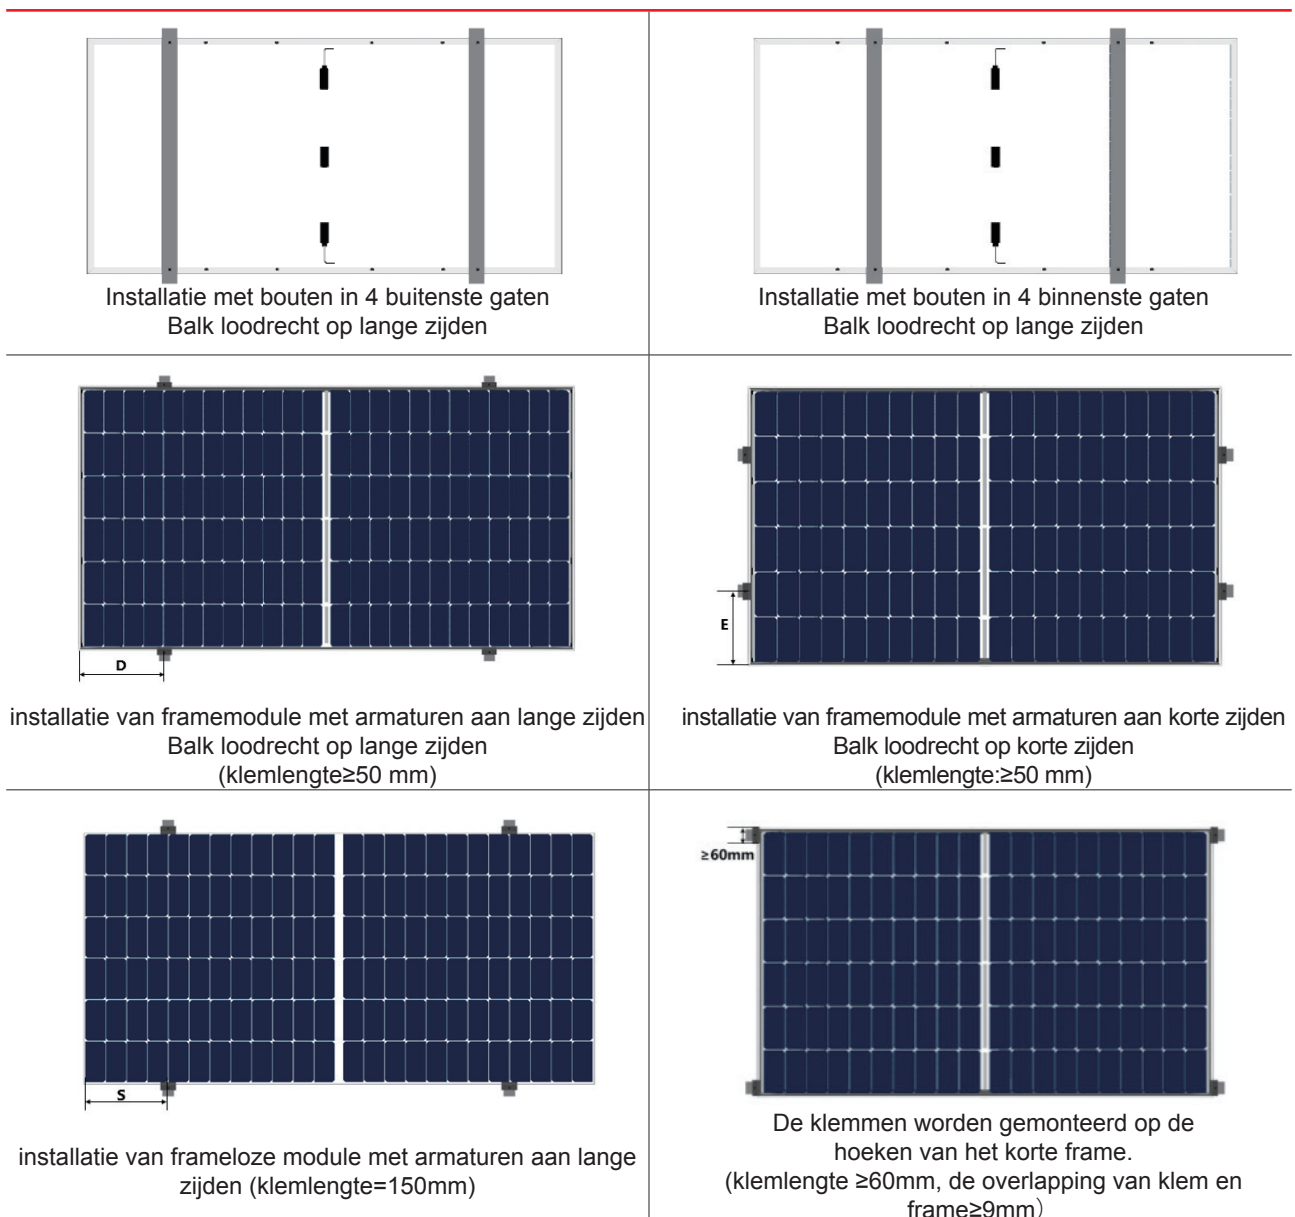 Installatie met bouten in 4 buitenste gaten
Balk loodrecht op lange zijden
Installatie met bouten in 4 binnenste gaten
Balk loodrecht op lange zijden
D
installatie van framemodule met armaturen aan lange zijden
Balk loodrecht op lange zijden
(klemlengte≥50 mm)
E
installatie van framemodule met armaturen aan korte zijden
Balk loodrecht op korte zijden
(klemlengte:≥50 mm)
S
installatie van frameloze module met armaturen aan lange
zijden (klemlengte=150mm)
≥60mm
De klemmen worden gemonteerd op de
hoeken van het korte frame.
(klemlengte ≥60mm, de overlapping van klem en
frame≥9mm）